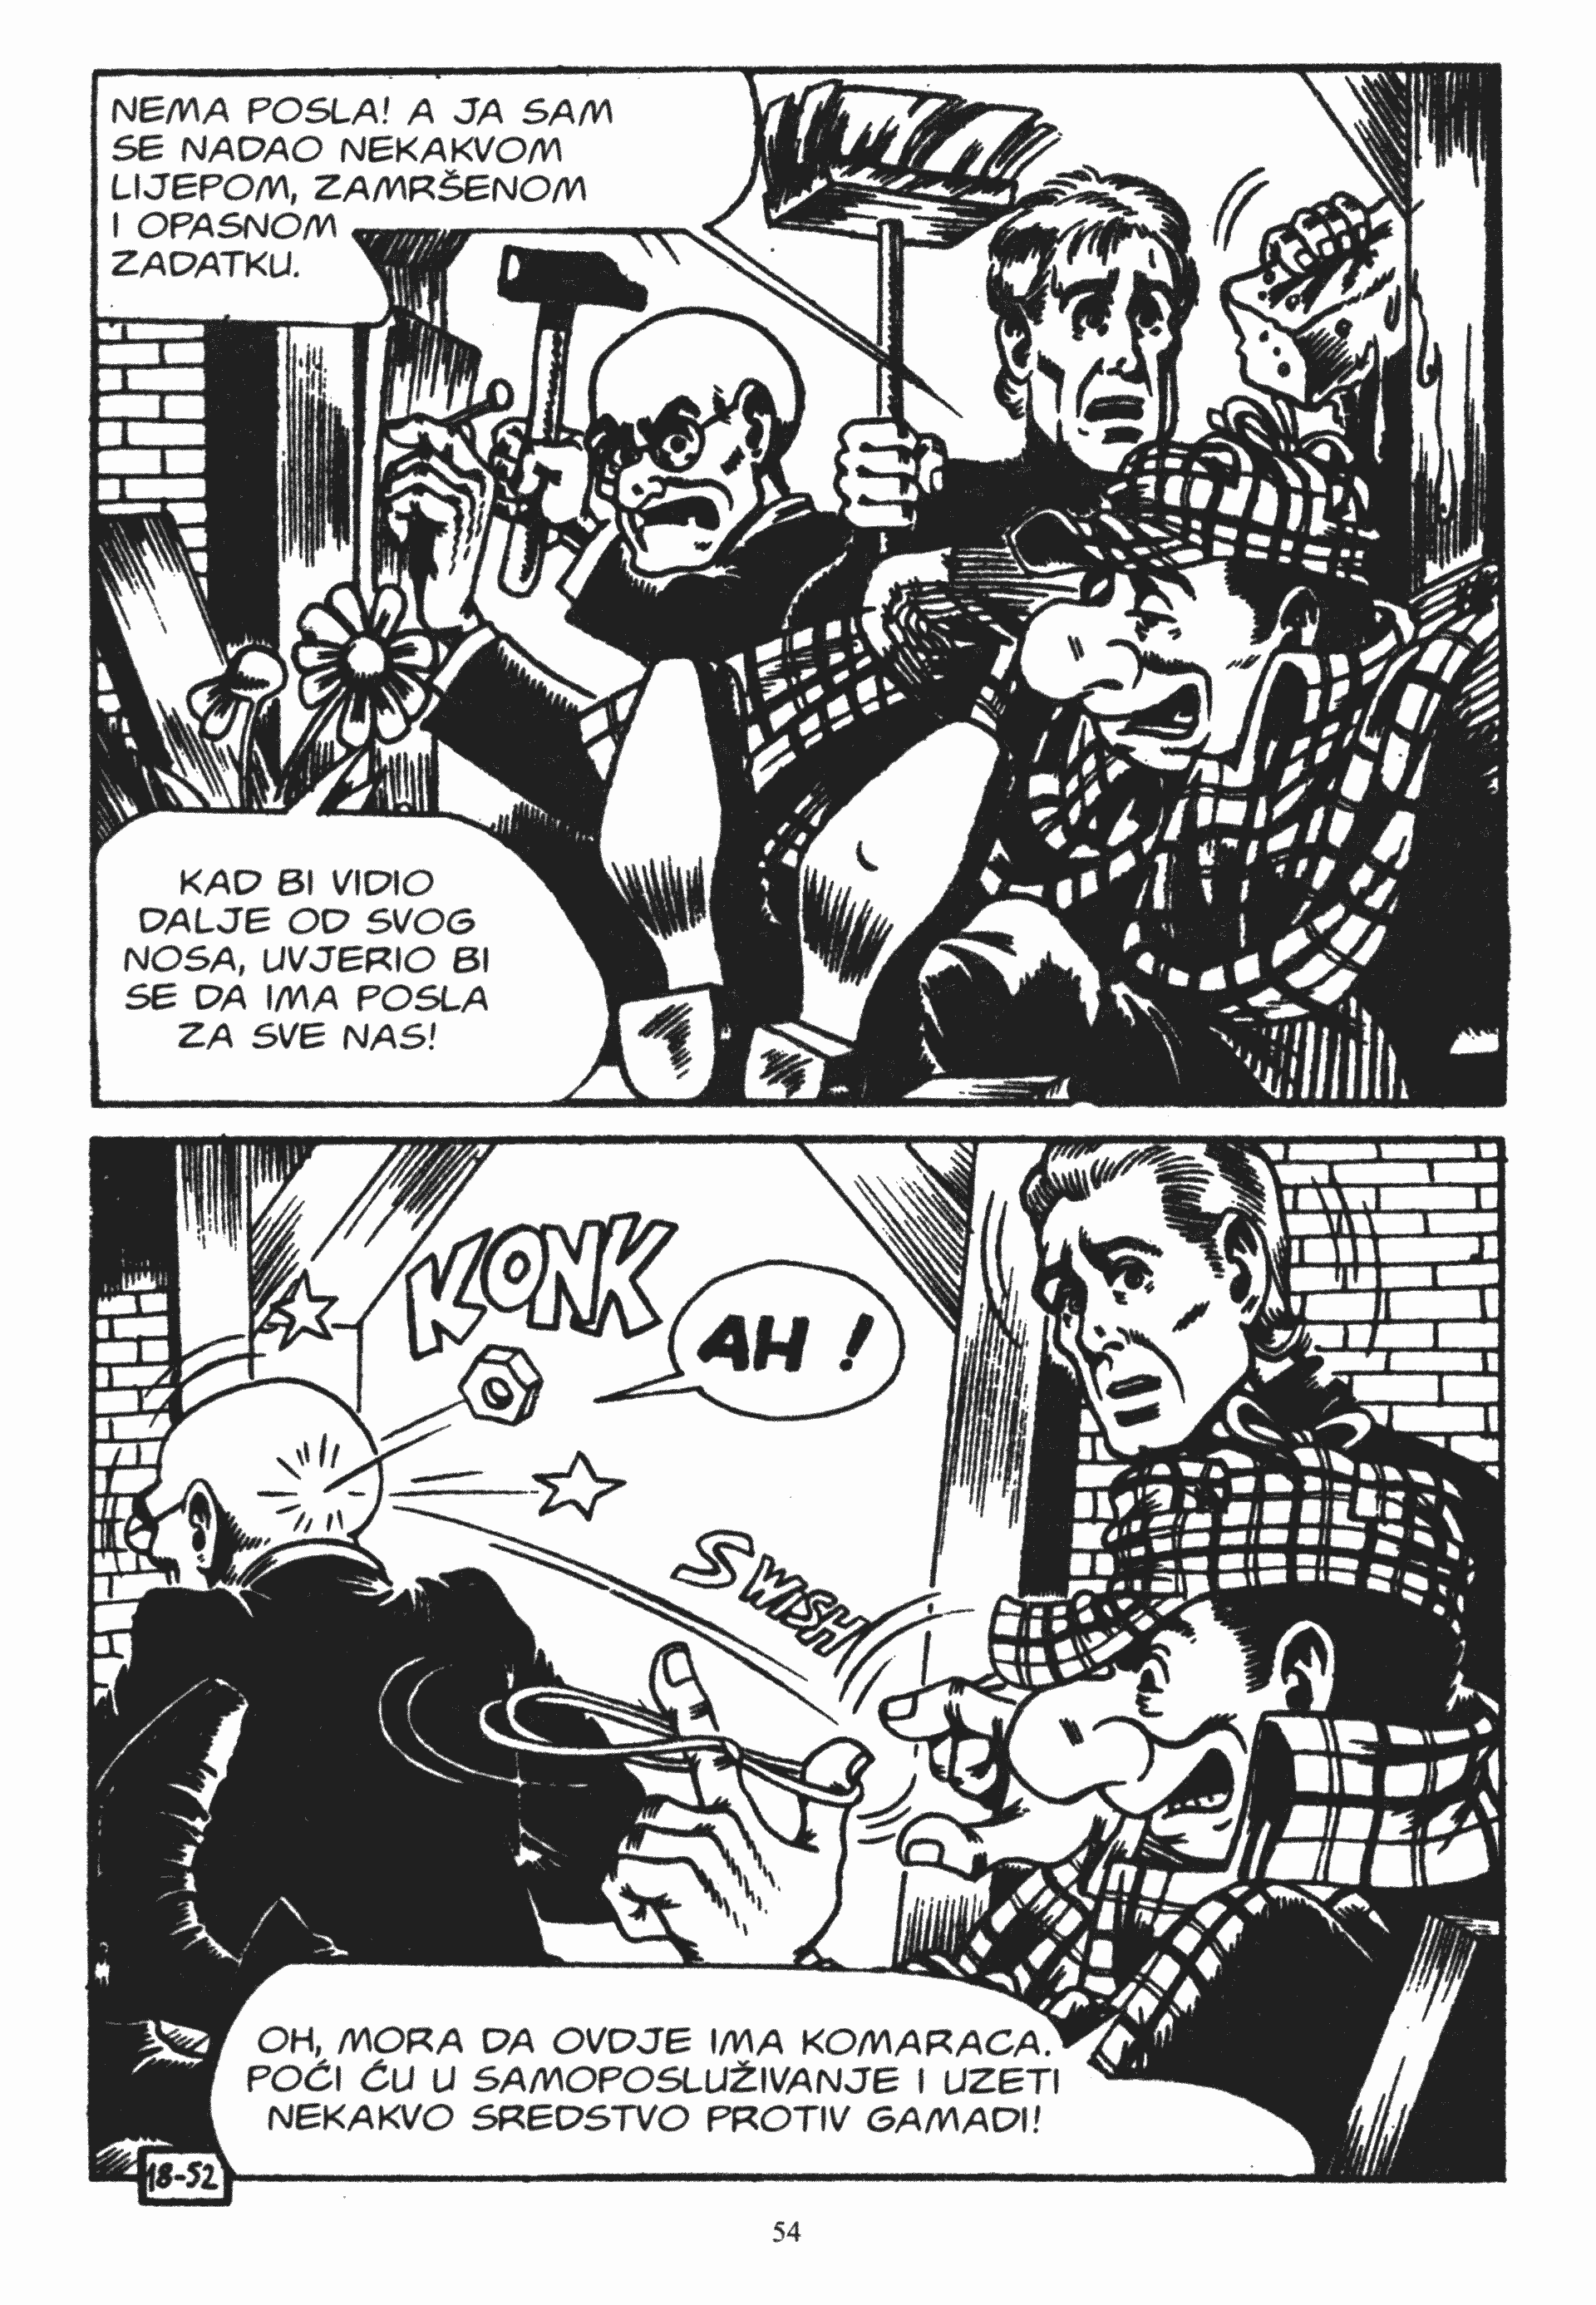 NEMA POSLA! A JA SAM
SE NADAO NEKAKVOM
LIJEPOM, ZAMRŠENOM
I OPASNOM
ZADATKU.
KAD BI VIDIO
DALJE OD SVOG
NOSA, UVJERIO BI
SE DA IMA POSLA
ZA SVE NAS!
KONK
AH !
SWISH
OH, MORA DA OVDJE IMA KOMARACA.
POĆI ĆU U SAMOPOSLUŽIVANJE I UZETI
NEKAKVO SREDSTVO PROTIV GAMADI!
18-52
54